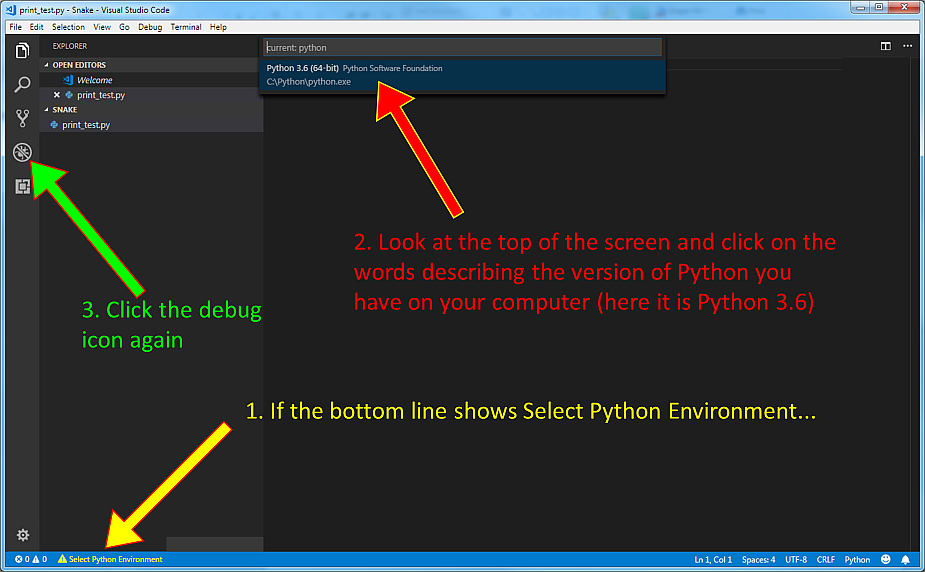 print_test.py - Snake - Visual Studio Code
File Edit Selection View Go Debug Terminal Help
EXPLORER
OPEN EDITORS
Welcome
print_test.py
SNAKE
print_test.py
current: python
Python 3.6 (64-bit) Python Software Foundation
C:\Python\python.exe
2. Look at the top of the screen and click on the
words describing the version of Python you
have on your computer (here it is Python 3.6)
3. Click the debug
icon again
1. If the bottom line shows Select Python Environment...
0 0 Select Python Environment Ln 1, Col 1 Spaces: 4 UTF-8 CRLF Python